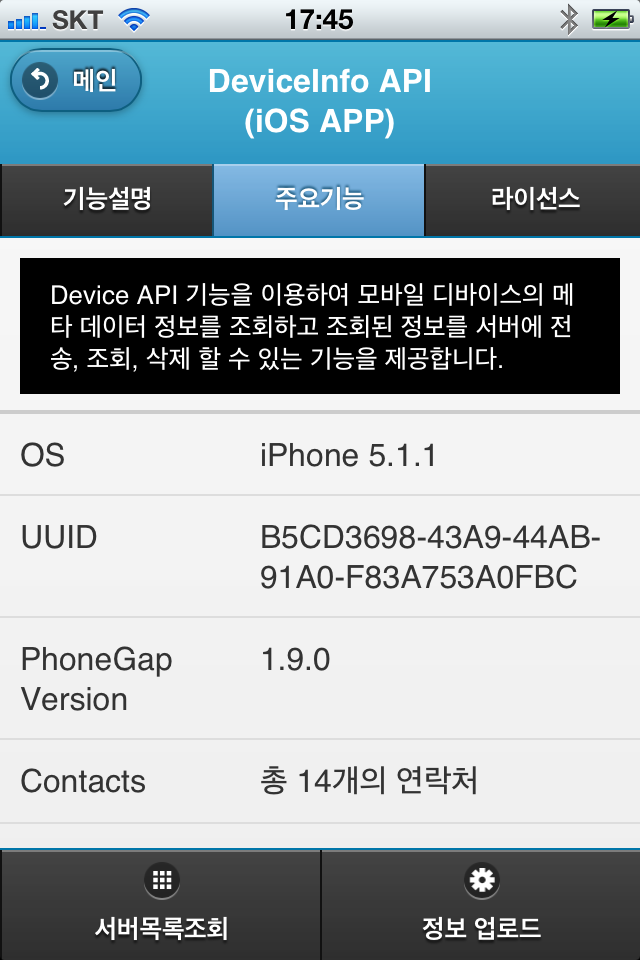 SKT
17:45
메인
DeviceInfo API
(iOS APP)
기능설명
주요기능
라이선스
Device API 기능을 이용하여 모바일 디바이스의 메
타 데이터 정보를 조회하고 조회된 정보를 서버에 전
송, 조회, 삭제 할 수 있는 기능을 제공합니다.
OS
iPhone 5.1.1
UUID
B5CD3698-43A9-44AB-
91A0-F83A753A0FBC
PhoneGap
Version
1.9.0
Contacts
총 14개의 연락처
서버목록조회
정보 업로드